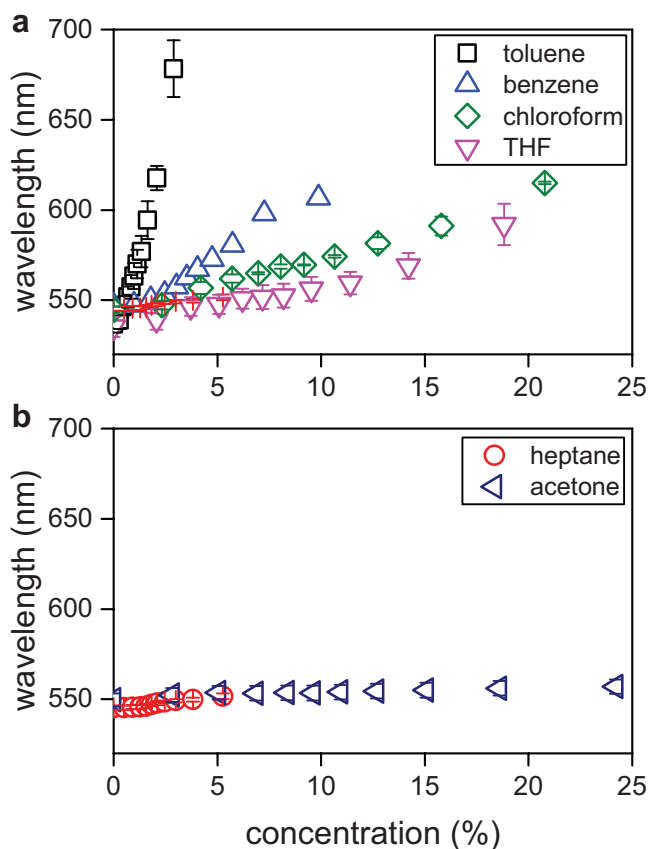 a
700
650
600
550
wavelength (nm)
toluene
benzene
chloroform
THF
0 5 10 15 20 25
b
700
650
600
550
wavelength (nm)
heptane
acetone
0 5 10 15 20 25
concentration (%)